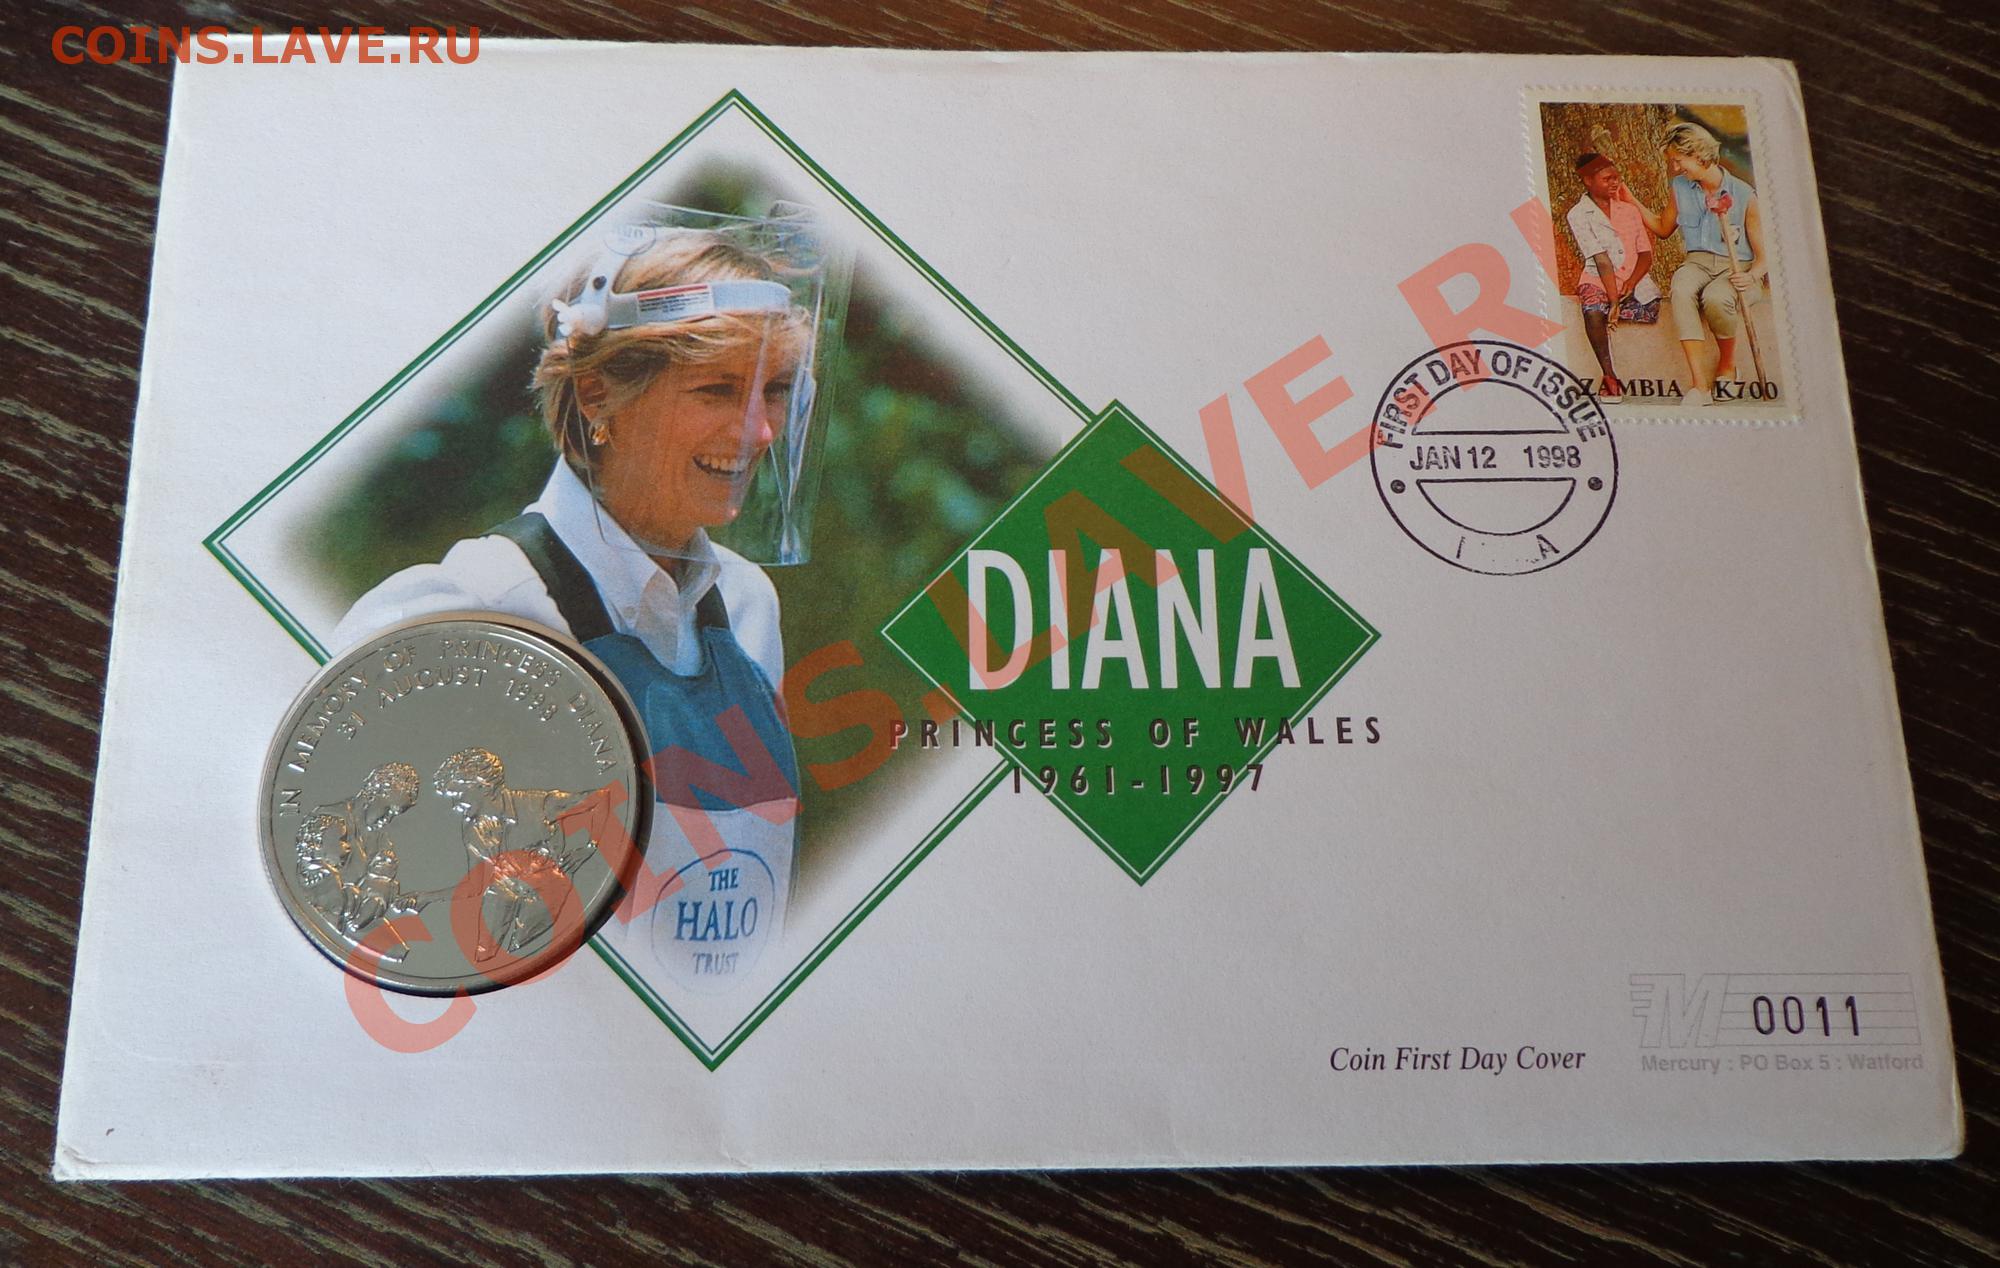 COINS.LAVE.RU
ZAMBIA K700
FIRST DAY OF ISSUE
JAN 12 1998
DIANA
PRINCESS OF WALES
1961-1997
IN MEMORY OF PRINCESS DIANA
31 AUGUST 1998
THE
HALO
TRUST
COINS.LAVE.RU
0011
Coin First Day Cover
Mercury : PO Box 5 : Watford